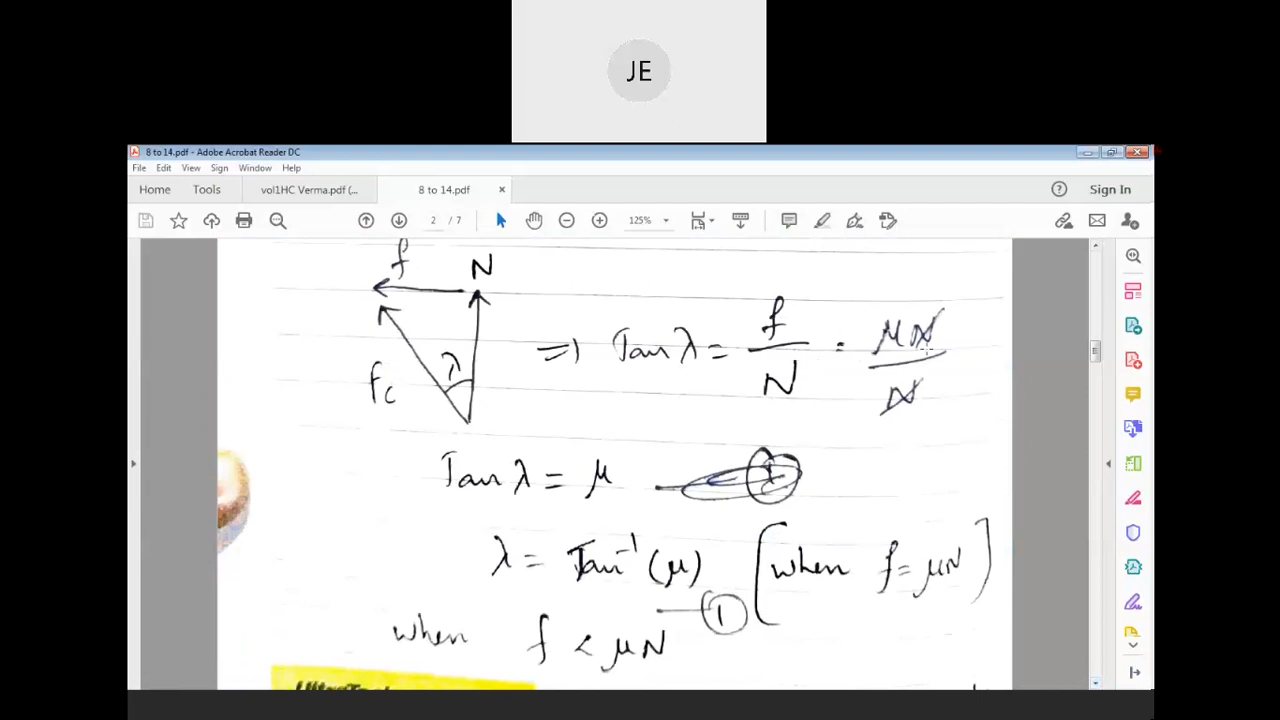 JE
8 to 14.pdf - Adobe Acrobat Reader DC
File Edit View Sign Window Help
Home Tools vol1HC Verma.pdf (... 8 to 14.pdf × Sign In
2 / 7 125%
f N
λ
fc
=) Tan λ = f/N = μN/N
Tan λ = μ
λ = Tan⁻¹ (μ) [when f = μN]
1
when f < μN